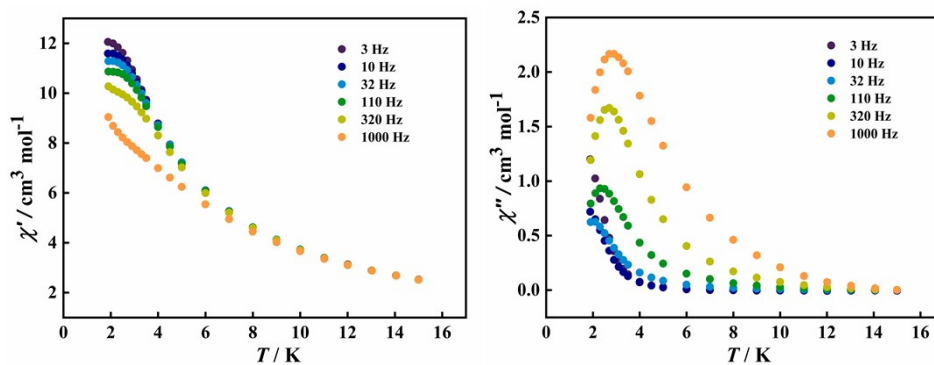 χ' / cm³ mol⁻¹
12
10
8
6
4
2
3 Hz
10 Hz
32 Hz
110 Hz
320 Hz
1000 Hz
0 2 4 6 8 10 12 14 16
T / K
χ'' / cm³ mol⁻¹
2.5
2.0
1.5
1.0
0.5
0.0
3 Hz
10 Hz
32 Hz
110 Hz
320 Hz
1000 Hz
0 2 4 6 8 10 12 14 16
T / K